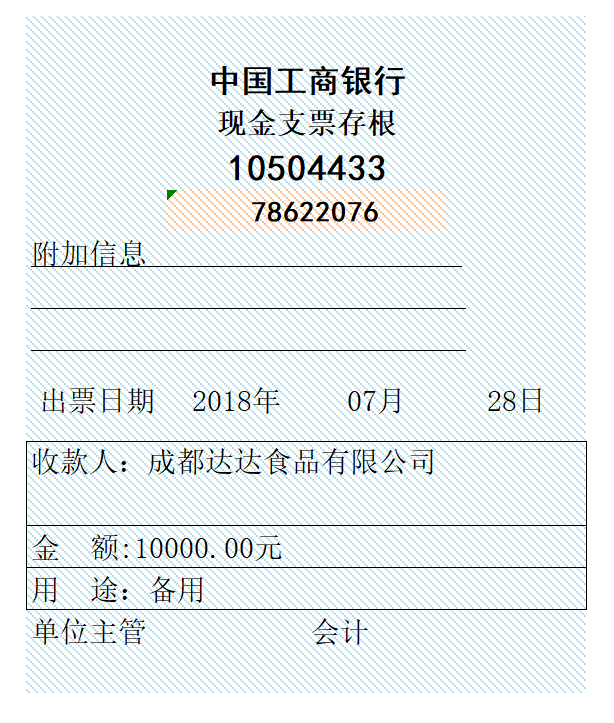 中国工商银行
现金支票存根
10504433
78622076
附加信息
出票日期 2018年 07月 28日
收款人：成都达达食品有限公司
金 额:10000.00元
用 途：备用
单位主管 会计